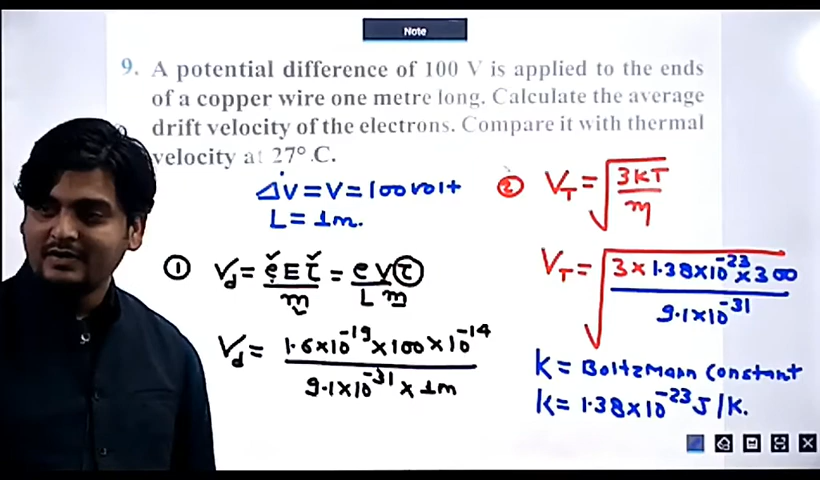 Note
9. A potential difference of 100 V is applied to the ends
of a copper wire one metre long. Calculate the average
drift velocity of the electrons. Compare it with thermal
velocity at 27° C.
ΔV = V = 100 volt
L = 1m.
① V_d = eEτ/m = eVτ/Lm
V_d = 1.6×10^-19 × 100 × 10^-14 / 9.1×10^-31 × 1m
② V_T = √(3KT/m)
V_T = √(3 × 1.38×10^-23 × 300 / 9.1×10^-31)
K = Boltzmann Constant
K = 1.38×10^-23 J/K.